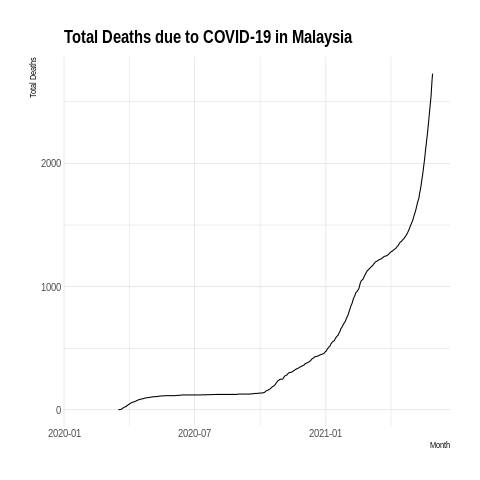 Total Deaths due to COVID-19 in Malaysia
Total Deaths
2000
1000
0
2020-01
2020-07
2021-01
Month